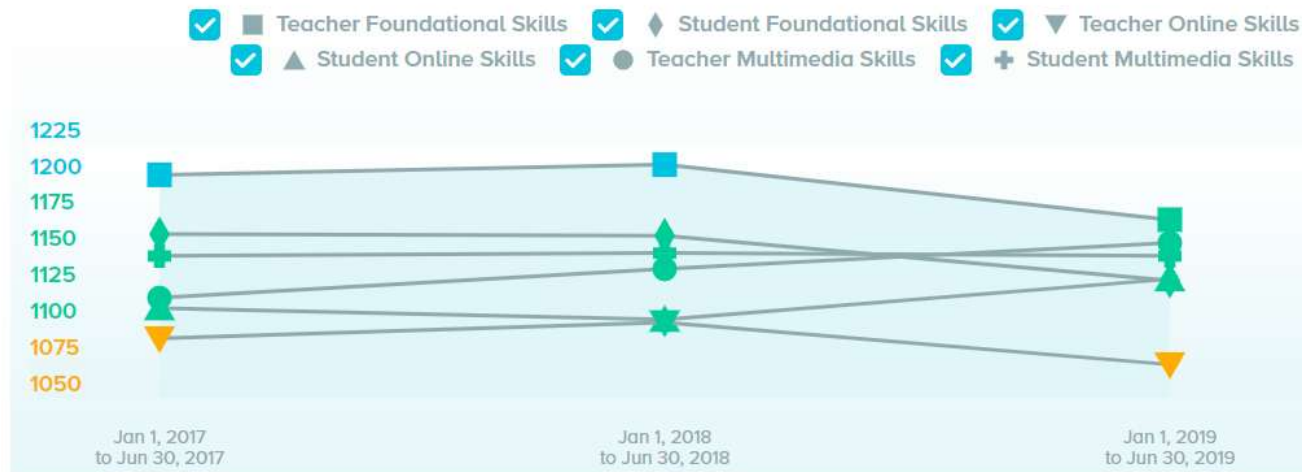 Teacher Foundational Skills Student Foundational Skills Teacher Online Skills
Student Online Skills Teacher Multimedia Skills Student Multimedia Skills
1225
1200
1175
1150
1125
1100
1075
1050
Jan 1, 2017 Jan 1, 2018 Jan 1, 2019
to Jun 30, 2017 to Jun 30, 2018 to Jun 30, 2019